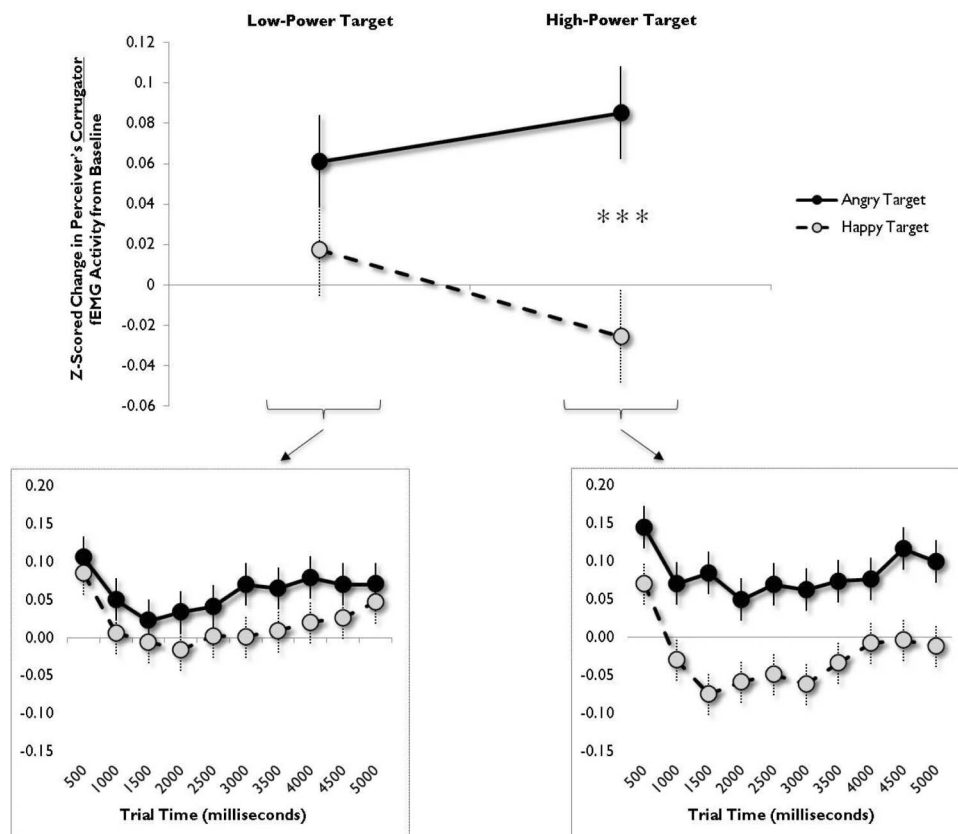 Low-Power Target
High-Power Target
Z-Scored Change in Perceiver's Corrugator
fEMG Activity from Baseline
0.12
0.1
0.08
0.06
0.04
0.02
0
-0.02
-0.04
-0.06
***
Angry Target
Happy Target
0.20
0.15
0.10
0.05
0.00
-0.05
-0.10
-0.15
500 1000 1500 2000 2500 3000 3500 4000 4500 5000
Trial Time (milliseconds)
0.20
0.15
0.10
0.05
0.00
-0.05
-0.10
-0.15
500 1000 1500 2000 2500 3000 3500 4000 4500 5000
Trial Time (milliseconds)